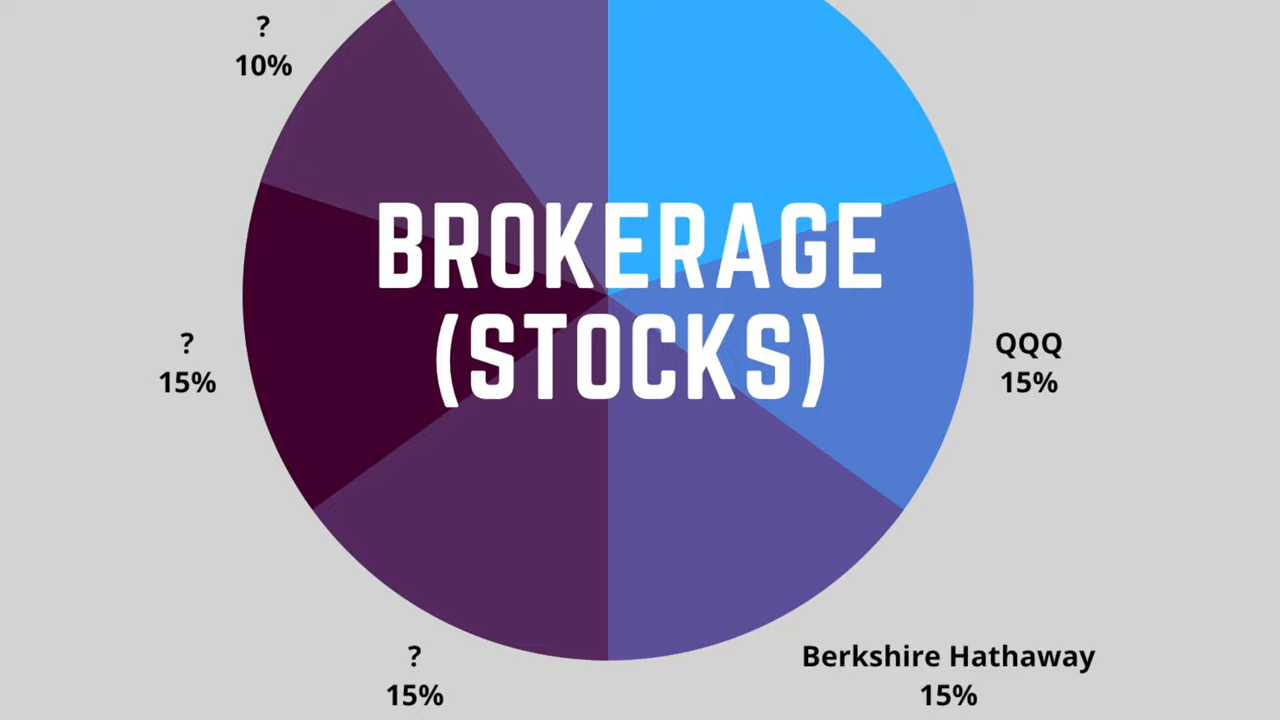 ?
10%
BROKERAGE
(STOCKS)
?
15%
QQQ
15%
?
15%
Berkshire Hathaway
15%